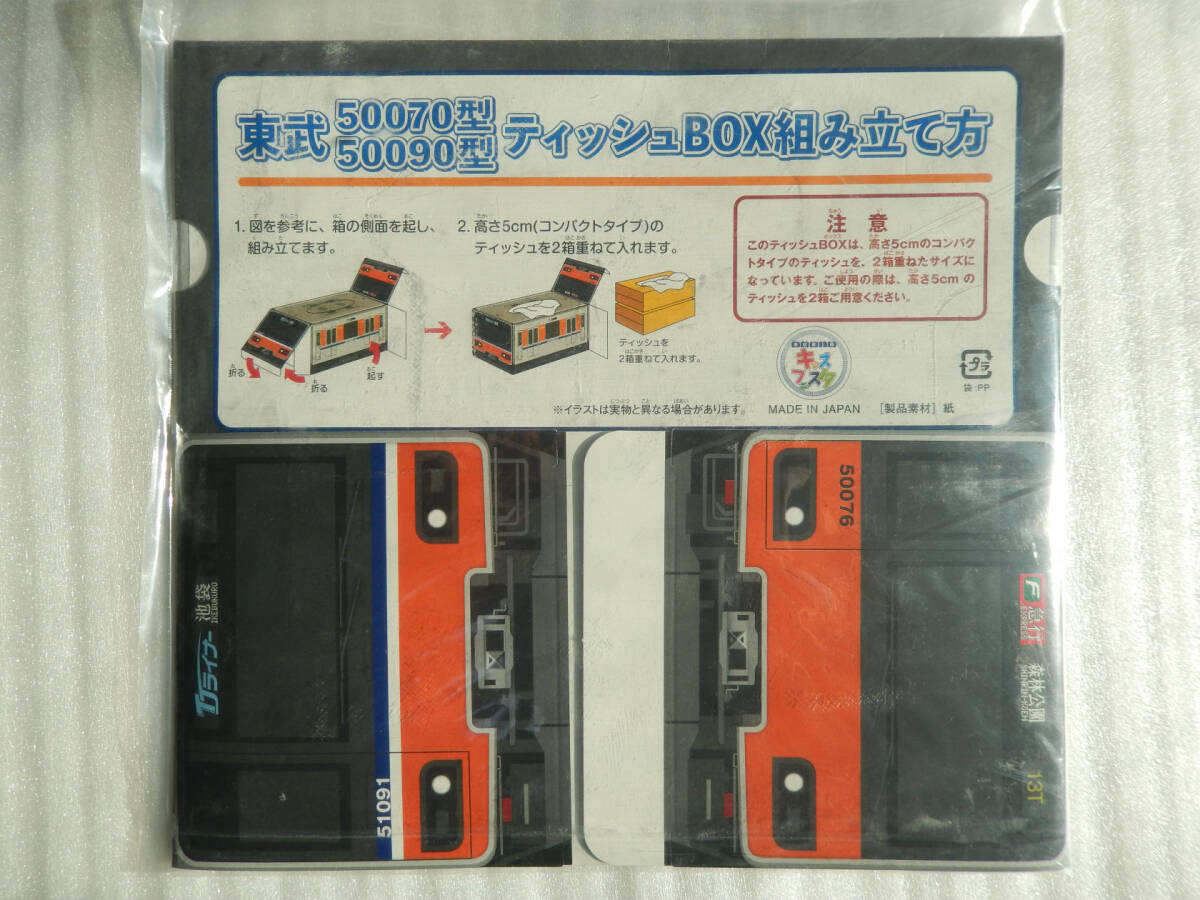 東武 50070型 50090型 ティッシュBOX組み立て方
1. 図を参考に、箱の側面を起し、
組み立てます。
2. 高さ5cm(コンパクトタイプ)の
ティッシュを2箱重ねて入れます。
折る
折る
起す
ティッシュを
2箱重ねて入れます。
注意
このティッシュBOXは、高さ5cmのコンパク
トタイプのティッシュを、2箱重ねたサイズに
なっています。ご使用の際は、高さ5cm の
ティッシュを2箱ご用意ください。
キッズ
フェスタ
プラ
袋:PP
※イラストは実物と異なる場合があります。
MADE IN JAPAN [製品素材] 紙
TJライナー 池袋
IKEBUKURO
51091
50076
F 急行
EXPRESS
森林公園
SHINRIN-KOEN
13T